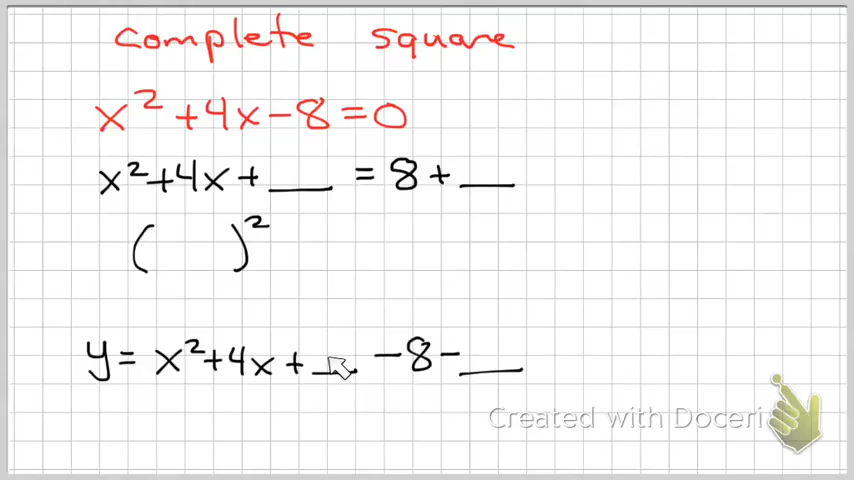 complete square
x² + 4x - 8 = 0
x² + 4x + ___ = 8 + ___
(    )²
y = x² + 4x + ___ - 8 - ___
Created with Doceri